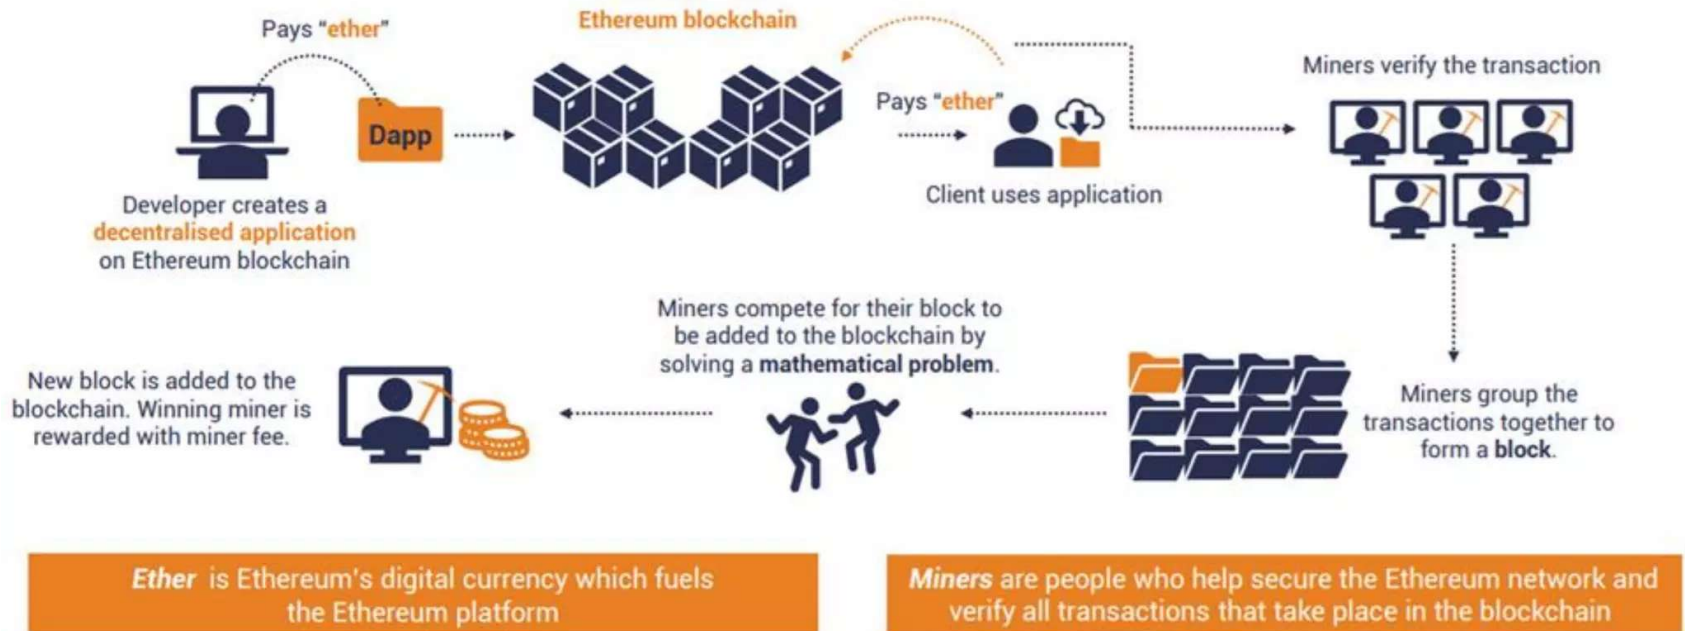 Pays “ether”
Ethereum blockchain
Dapp
Developer creates a
decentralised application
on Ethereum blockchain
Pays “ether”
Client uses application
Miners verify the transaction
Miners group the
transactions together to
form a block.
Miners compete for their block to
be added to the blockchain by
solving a mathematical problem.
New block is added to the
blockchain. Winning miner is
rewarded with miner fee.
Ether is Ethereum's digital currency which fuels
the Ethereum platform
Miners are people who help secure the Ethereum network and
verify all transactions that take place in the blockchain